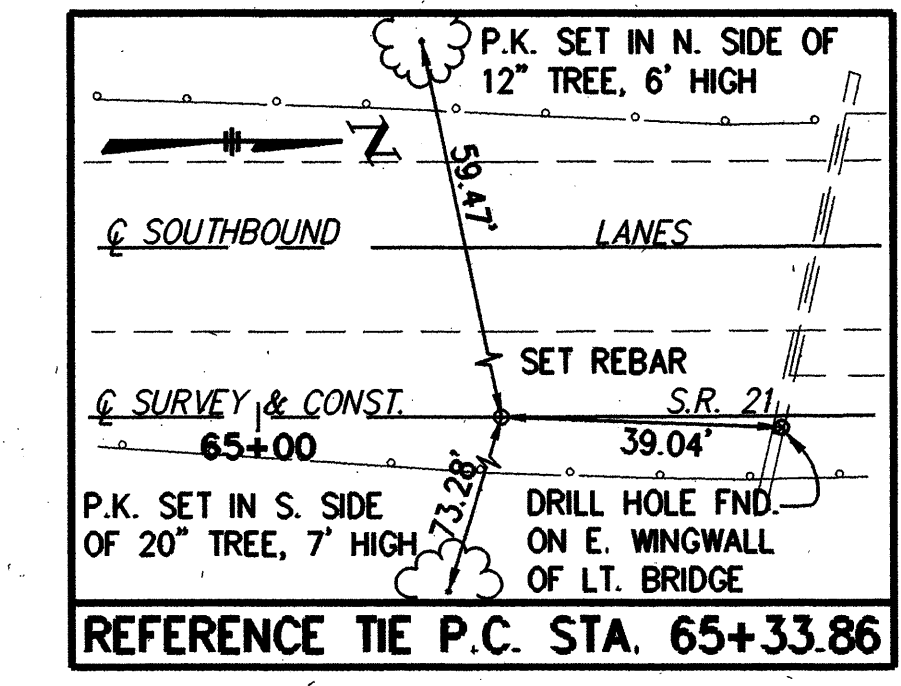 P.K. SET IN N. SIDE OF
12" TREE, 6' HIGH
N
59.47'
℄ SOUTHBOUND LANES
SET REBAR
℄ SURVEY & CONST. S.R. 21
65+00
39.04'
73.28'
P.K. SET IN S. SIDE
OF 20" TREE, 7' HIGH
DRILL HOLE FND.
ON E. WINGWALL
OF LT. BRIDGE
REFERENCE TIE P.C. STA. 65+33.86